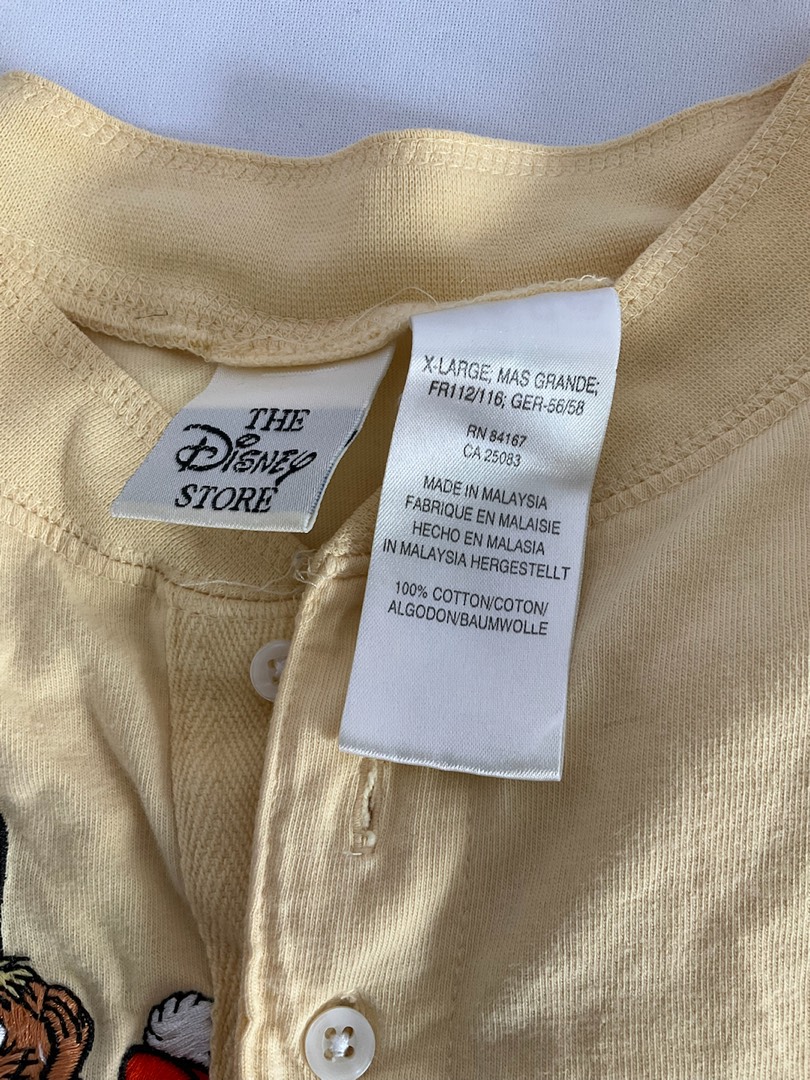 THE
Disney
STORE
X-LARGE; MAS GRANDE;
FR112/116; GER-56/58
RN 84167
CA 25083
MADE IN MALAYSIA
FABRIQUE EN MALAISIE
HECHO EN MALASIA
IN MALAYSIA HERGESTELLT
100% COTTON/COTON/
ALGODON/BAUMWOLLE